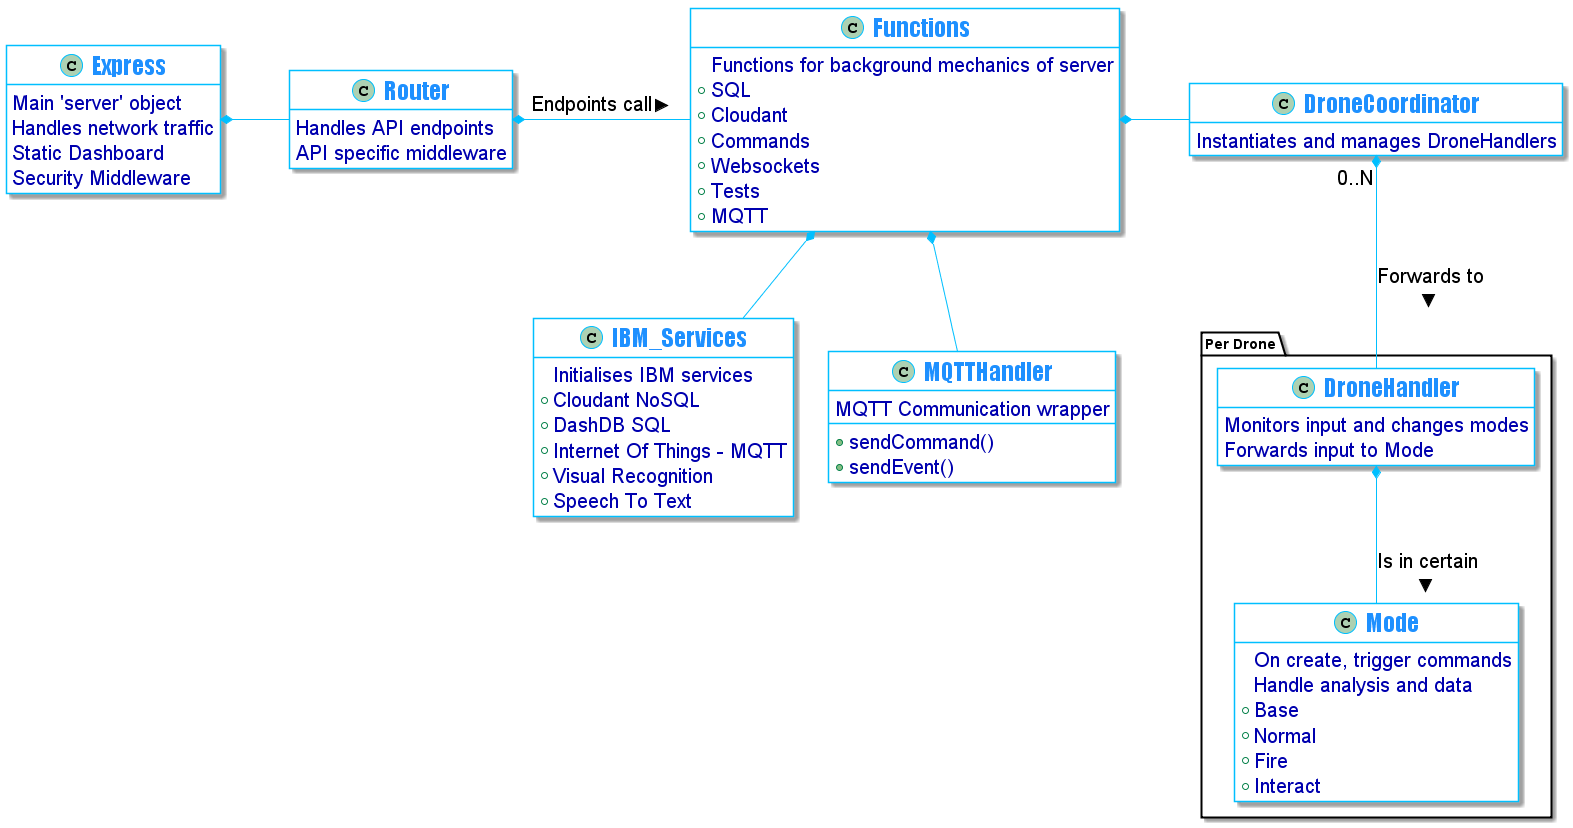 C Express
Main 'server' object
Handles network traffic
Static Dashboard
Security Middleware
C Router
Handles API endpoints
API specific middleware
Endpoints call
C Functions
Functions for background mechanics of server
SQL
Cloudant
Commands
Websockets
Tests
MQTT
C DroneCoordinator
Instantiates and manages DroneHandlers
0..N
Forwards to
C IBM_Services
Initialises IBM services
Cloudant NoSQL
DashDB SQL
Internet Of Things - MQTT
Visual Recognition
Speech To Text
C MQTTHandler
MQTT Communication wrapper
sendCommand()
sendEvent()
Per Drone
C DroneHandler
Monitors input and changes modes
Forwards input to Mode
Is in certain
C Mode
On create, trigger commands
Handle analysis and data
Base
Normal
Fire
Interact